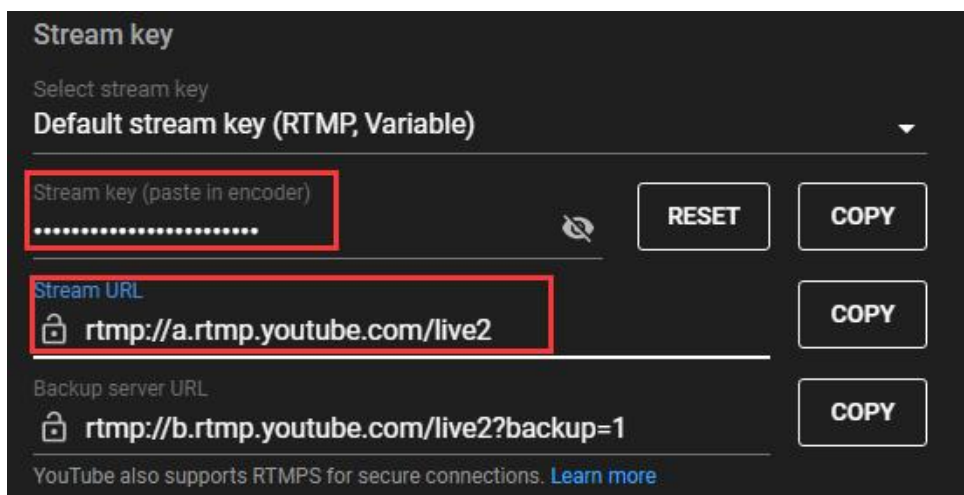 Stream key
Select stream key
Default stream key (RTMP, Variable)
Stream key (paste in encoder)
••••••••••••••••••••••••
RESET
COPY
Stream URL
rtmp://a.rtmp.youtube.com/live2
COPY
Backup server URL
rtmp://b.rtmp.youtube.com/live2?backup=1
COPY
YouTube also supports RTMPS for secure connections. Learn more